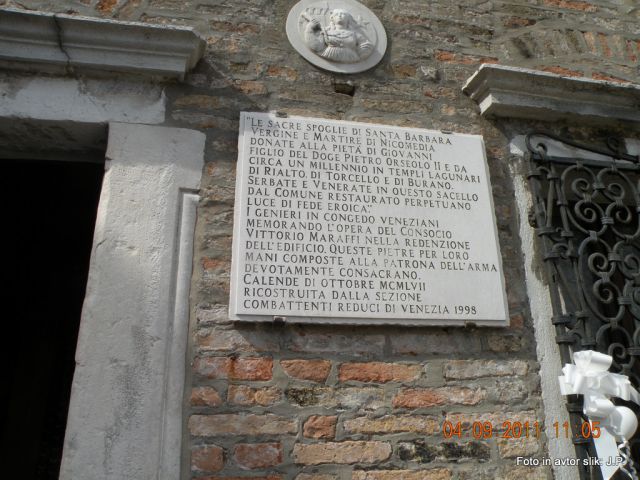 "LE SACRE SPOGLIE DI SANTA BARBARA
VERGINE E MARTIRE DI NICOMEDIA
DONATE ALLA PIETÀ DI GIOVANNI
FIGLIO DEL DOGE PIETRO ORSEOLO II E DA
CIRCA UN MILLENNIO IN TEMPLI LAGUNARI
DI RIALTO, DI TORCELLO E DI BURANO.
SERBATE E VENERATE IN QUESTO SACELLO
DAL COMUNE RESTAURATO PERPETUANO
LUCE DI FEDE EROICA".
I GENIERI IN CONGEDO VENEZIANI
MEMORANDO L'OPERA DEL CONSOCIO
VITTORIO MARAFFI NELLA REDENZIONE
DELL'EDIFICIO. QUESTE PIETRE PER LORO
MANI COMPOSTE ALLA PATRONA DELL'ARMA
DEVOTAMENTE CONSACRANO.
CALENDE DI OTTOBRE MCMLVII
RICOSTRUITA DALLA SEZIONE
COMBATTENTI REDUCI DI VENEZIA 1998
04.09.2011 11:05
Foto in avtor slik: J.P